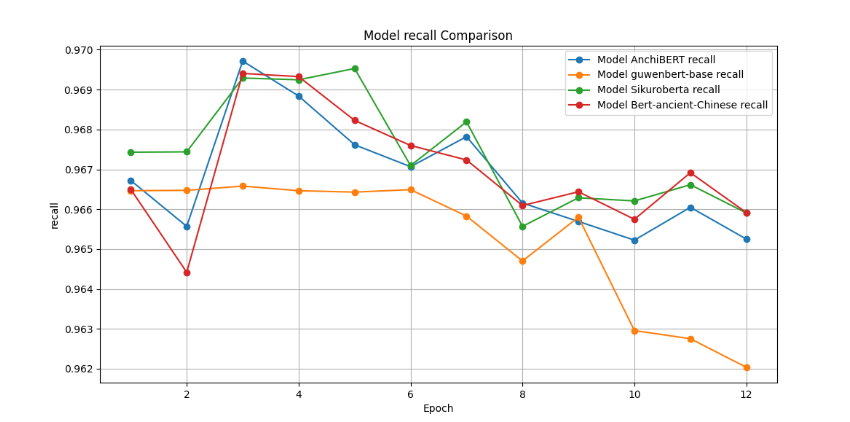 Model recall Comparison
0.970
0.969
0.968
0.967
0.966
0.965
0.964
0.963
0.962
recall
Model AnchiBERT recall
Model guwenbert-base recall
Model Sikuroberta recall
Model Bert-ancient-Chinese recall
2
4
6
8
10
12
Epoch